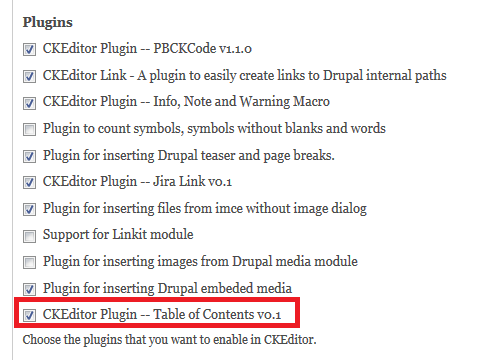 Plugins
CKEditor Plugin -- PBCKCode v1.1.0
CKEditor Link - A plugin to easily create links to Drupal internal paths
CKEditor Plugin -- Info, Note and Warning Macro
Plugin to count symbols, symbols without blanks and words
Plugin for inserting Drupal teaser and page breaks.
CKEditor Plugin -- Jira Link v0.1
Plugin for inserting files from imce without image dialog
Support for Linkit module
Plugin for inserting images from Drupal media module
Plugin for inserting Drupal embeded media
CKEditor Plugin -- Table of Contents v0.1
Choose the plugins that you want to enable in CKEditor.